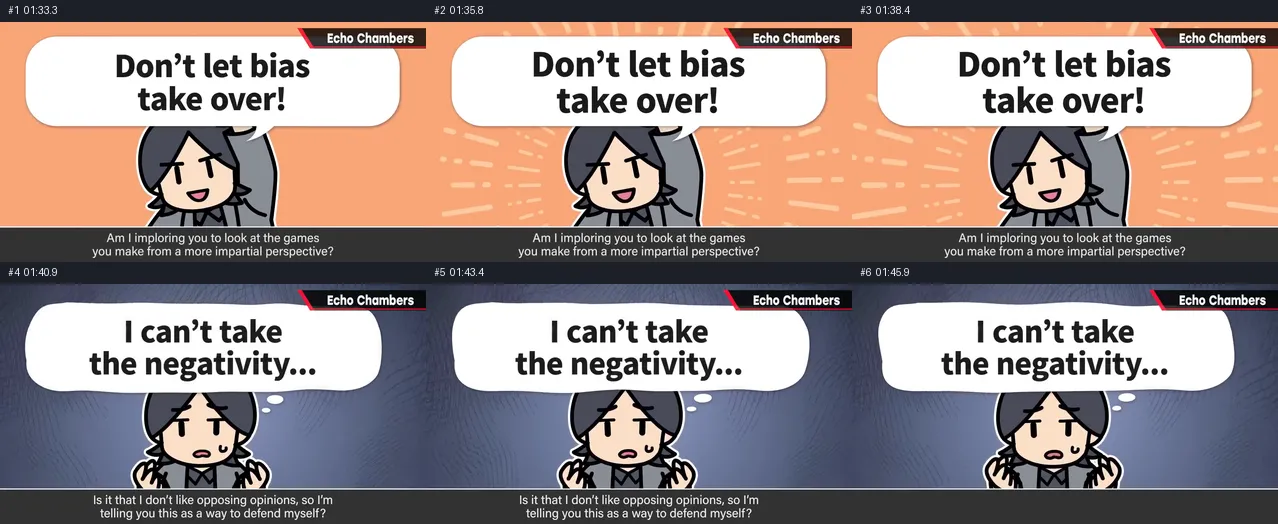 #1 01:33.3
Echo Chambers
Don't let bias
take over!
Am I imploring you to look at the games
you make from a more impartial perspective?
#2 01:35.8
Echo Chambers
Don't let bias
take over!
Am I imploring you to look at the games
you make from a more impartial perspective?
#3 01:38.4
Echo Chambers
Don't let bias
take over!
Am I imploring you to look at the games
you make from a more impartial perspective?
#4 01:40.9
Echo Chambers
I can't take
the negativity...
Is it that I don't like opposing opinions, so I'm
telling you this as a way to defend myself?
#5 01:43.4
Echo Chambers
I can't take
the negativity...
Is it that I don't like opposing opinions, so I'm
telling you this as a way to defend myself?
#6 01:45.9
Echo Chambers
I can't take
the negativity...